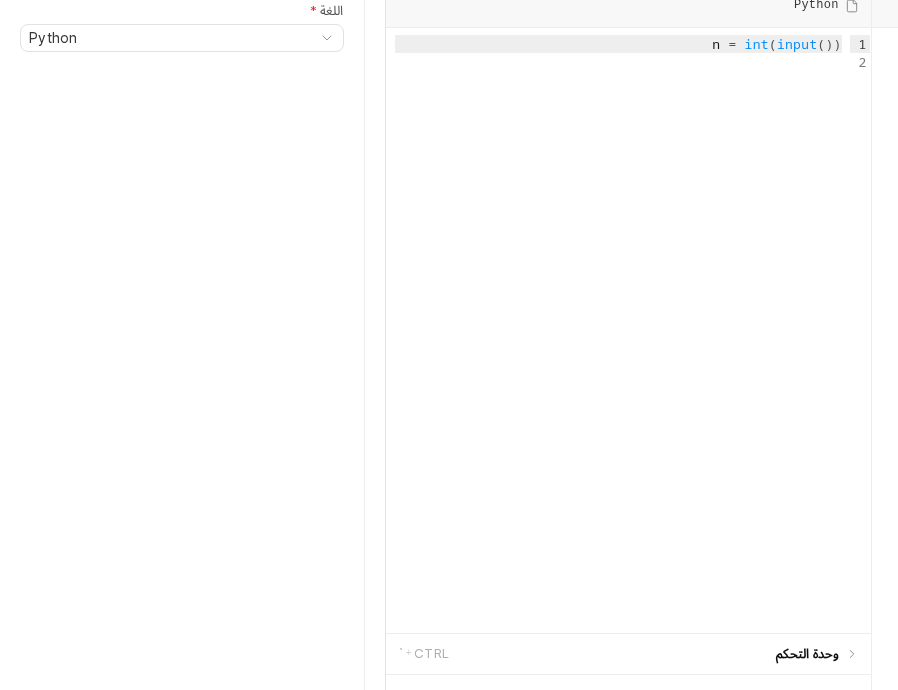 اللغة *
Python
Python
1 n = int(input())
2
وحدة التحكم
CTRL+`